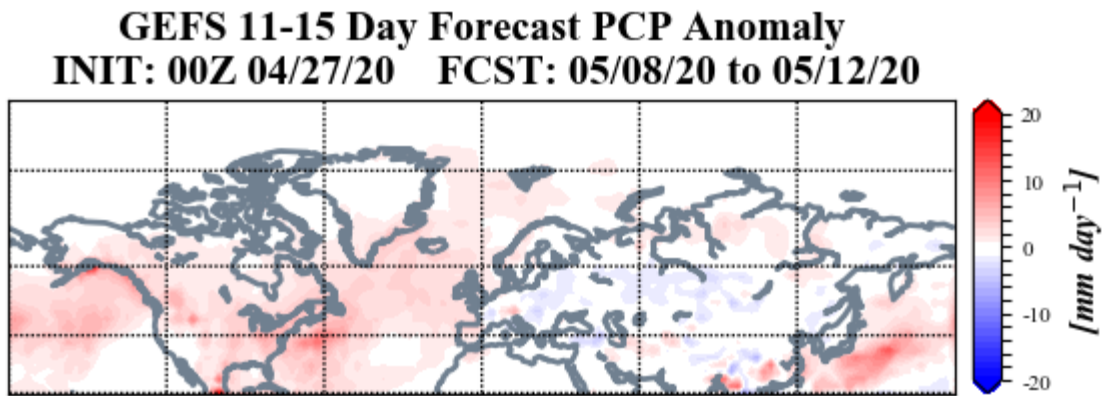 GEFS 11-15 Day Forecast PCP Anomaly
INIT: 00Z 04/27/20 FCST: 05/08/20 to 05/12/20
20
10
0
-10
-20
[mm day⁻¹]